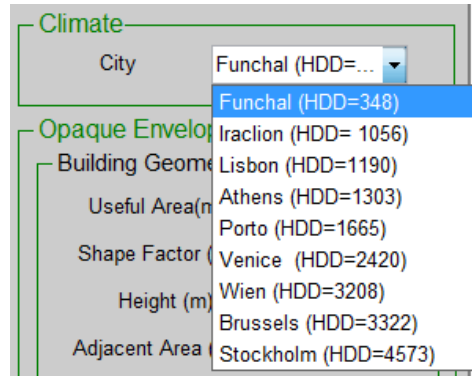 Climate
City
Funchal (HDD=...
Funchal (HDD=348)
Iraclion (HDD= 1056)
Opaque Envelop
Lisbon (HDD=1190)
Building Geome
Athens (HDD=1303)
Useful Area(m
Porto (HDD=1665)
Shape Factor (
Venice (HDD=2420)
Height (m)
Wien (HDD=3208)
Brussels (HDD=3322)
Adjacent Area (
Stockholm (HDD=4573)